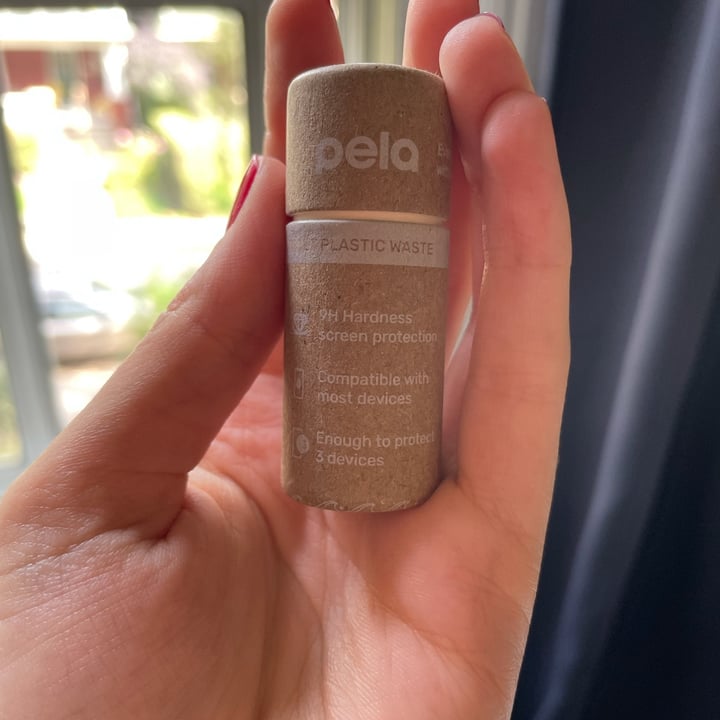 pela
PLASTIC WASTE
9H Hardness
screen protection
Compatible with
most devices
Enough to protect
3 devices